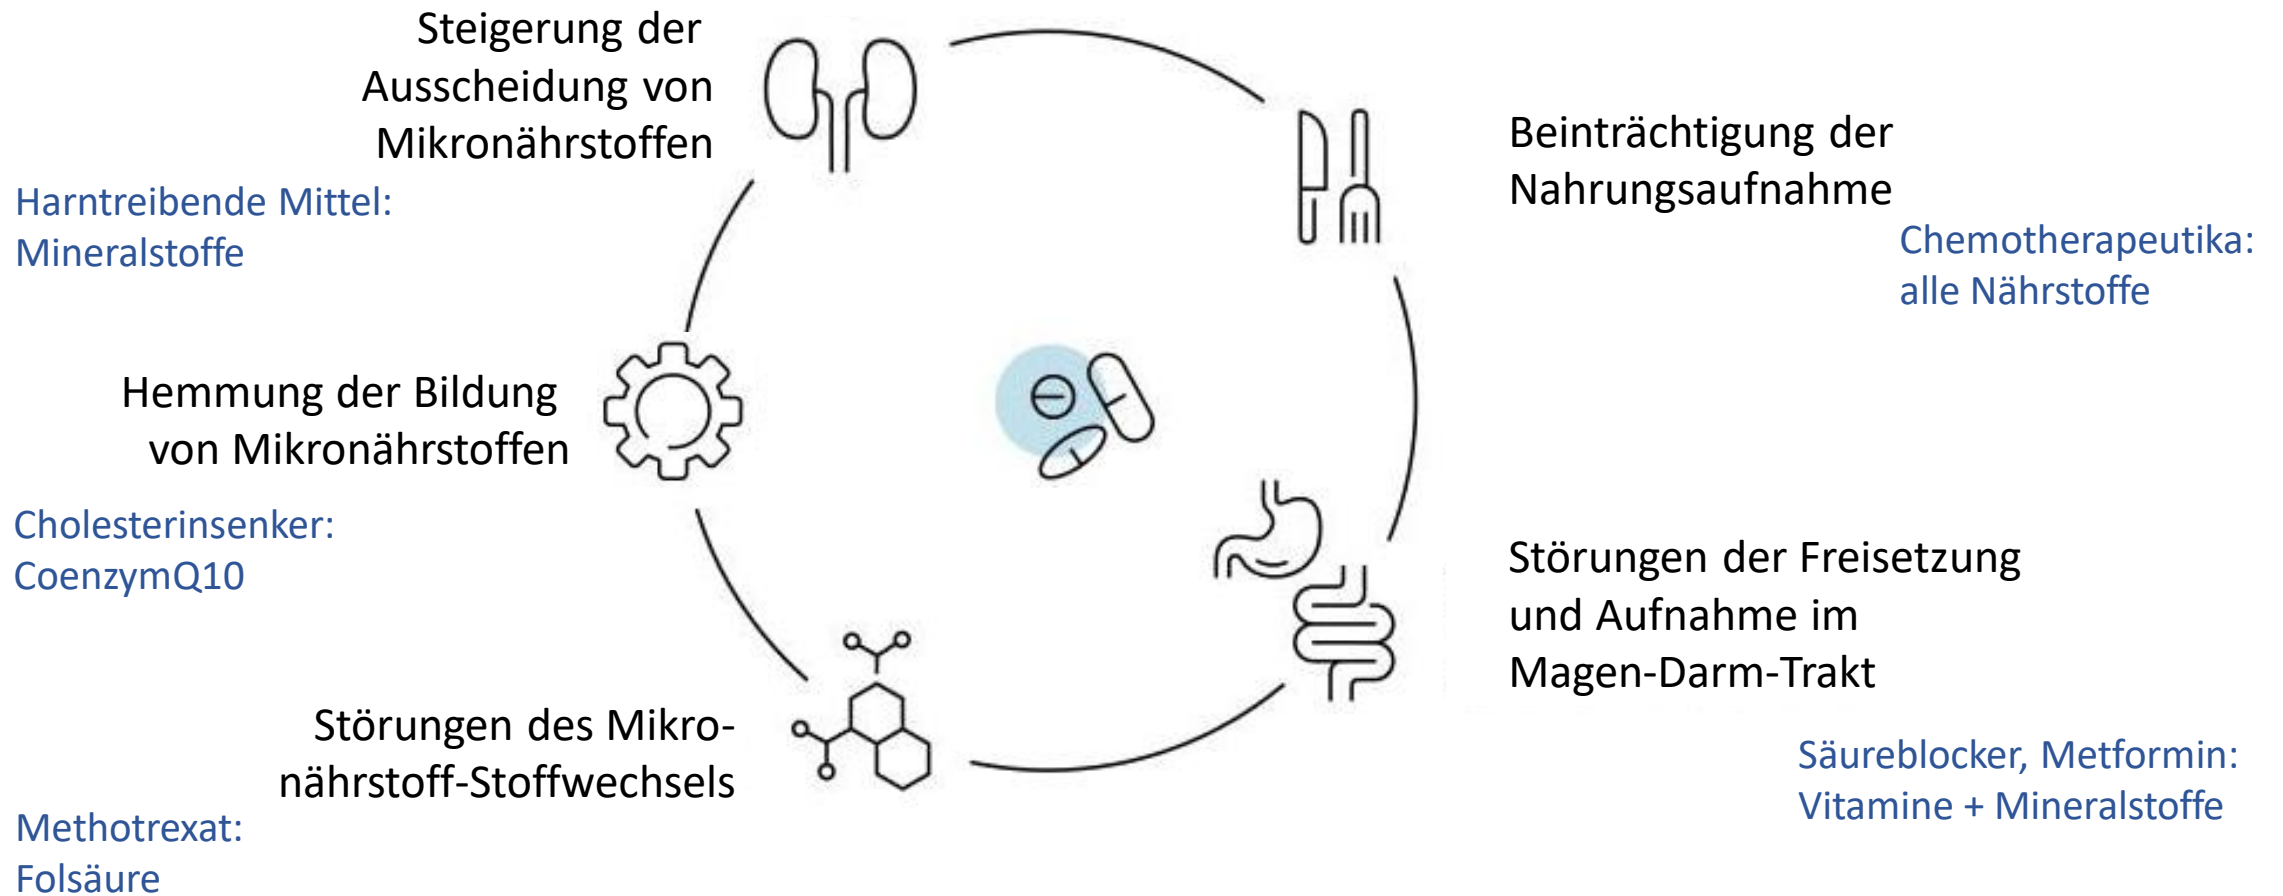 Steigerung der
Ausscheidung von
Mikronährstoffen
Harntreibende Mittel:
Mineralstoffe
Beinträchtigung der
Nahrungsaufnahme
Chemotherapeutika:
alle Nährstoffe
Hemmung der Bildung
von Mikronährstoffen
Cholesterinsenker:
CoenzymQ10
Störungen der Freisetzung
und Aufnahme im
Magen-Darm-Trakt
Säureblocker, Metformin:
Vitamine + Mineralstoffe
Störungen des Mikro-
nährstoff-Stoffwechsels
Methotrexat:
Folsäure